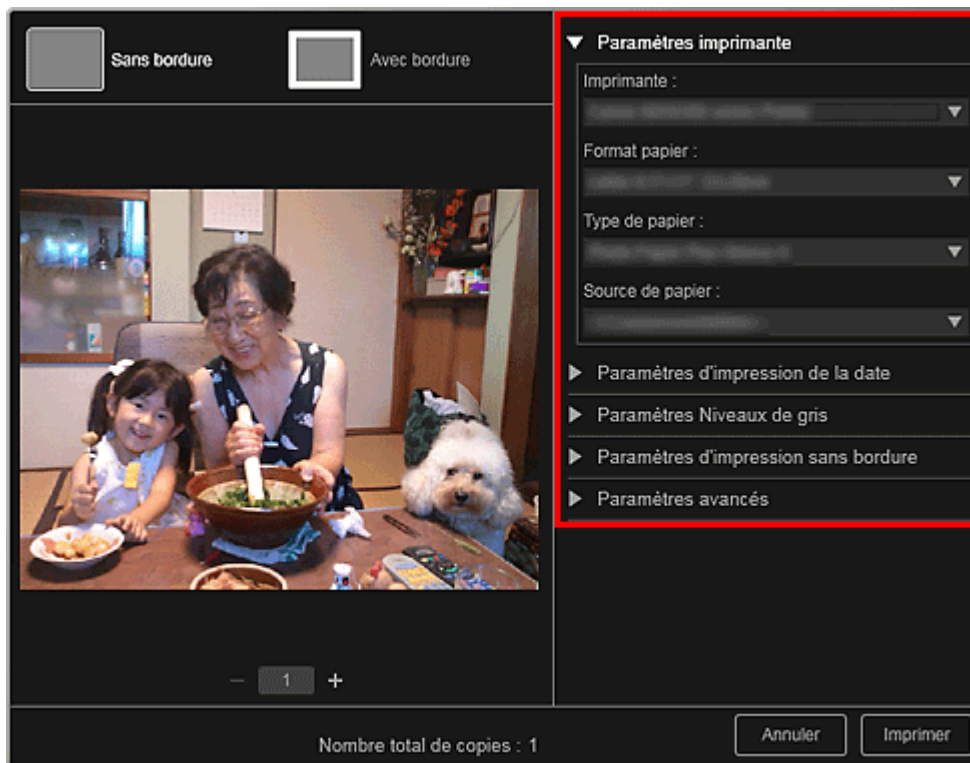 Sans bordure
Avec bordure
Paramètres imprimante
Imprimante :
Format papier :
Type de papier :
Source de papier :
Paramètres d'impression de la date
Paramètres Niveaux de gris
Paramètres d'impression sans bordure
Paramètres avancés
1
Nombre total de copies : 1
Annuler
Imprimer